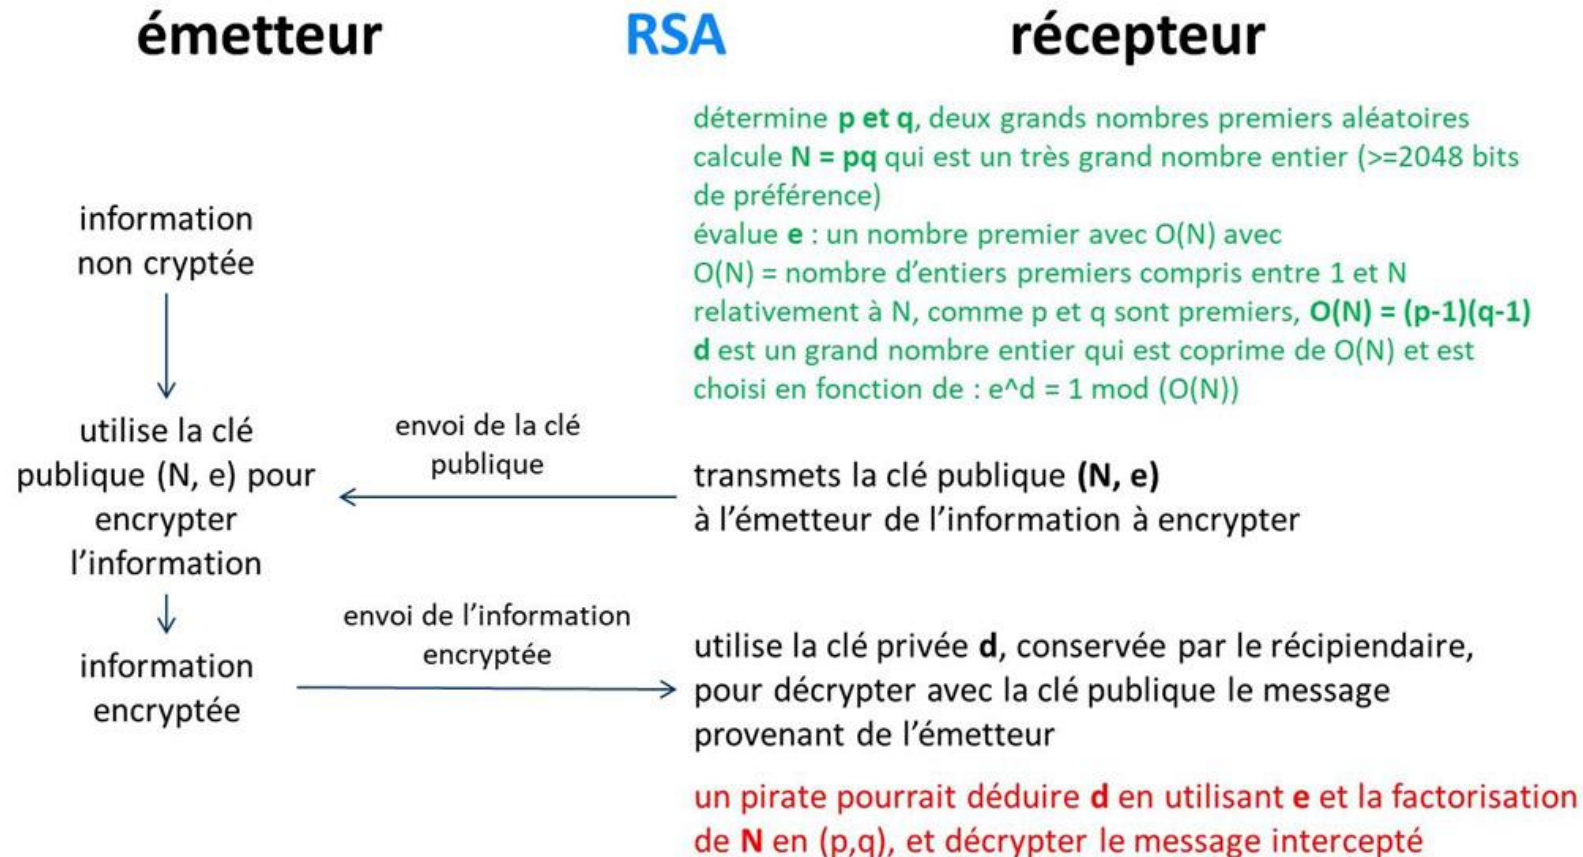 émetteur
RSA
récepteur
détermine p et q, deux grands nombres premiers aléatoires
calcule N = pq qui est un très grand nombre entier (>=2048 bits
de préférence)
évalue e : un nombre premier avec O(N) avec
O(N) = nombre d’entiers premiers compris entre 1 et N
relativement à N, comme p et q sont premiers, O(N) = (p-1)(q-1)
d est un grand nombre entier qui est coprime de O(N) et est
choisi en fonction de : e^d = 1 mod (O(N))
information
non cryptée
utilise la clé
publique (N, e) pour
encrypter
l’information
envoi de la clé
publique
transmets la clé publique (N, e)
à l’émetteur de l’information à encrypter
information
encryptée
envoi de l’information
encryptée
utilise la clé privée d, conservée par le récipiendaire,
pour décrypter avec la clé publique le message
provenant de l’émetteur
un pirate pourrait déduire d en utilisant e et la factorisation
de N en (p,q), et décrypter le message intercepté